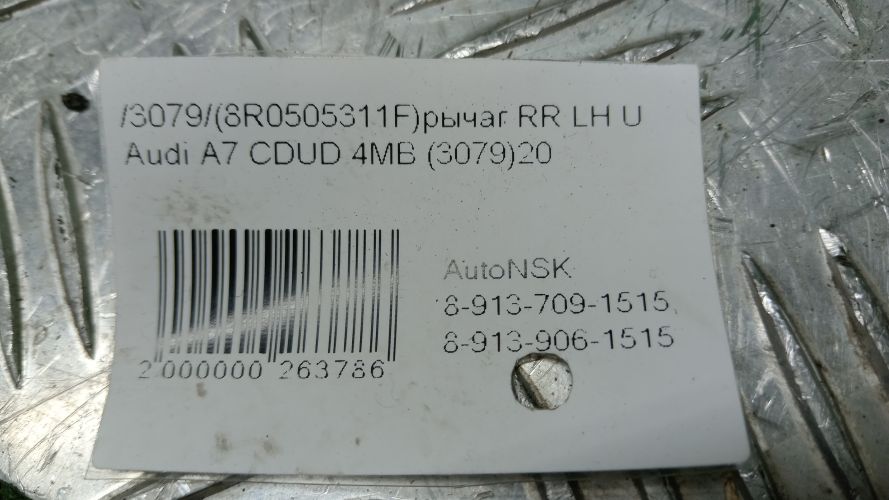 /3079/(8R0505311F)рычаг RR LH U
Audi A7 CDUD 4MB (3079)20
AutoNSK
8-913-709-1515,
8-913-906-1515
2 000000 263786